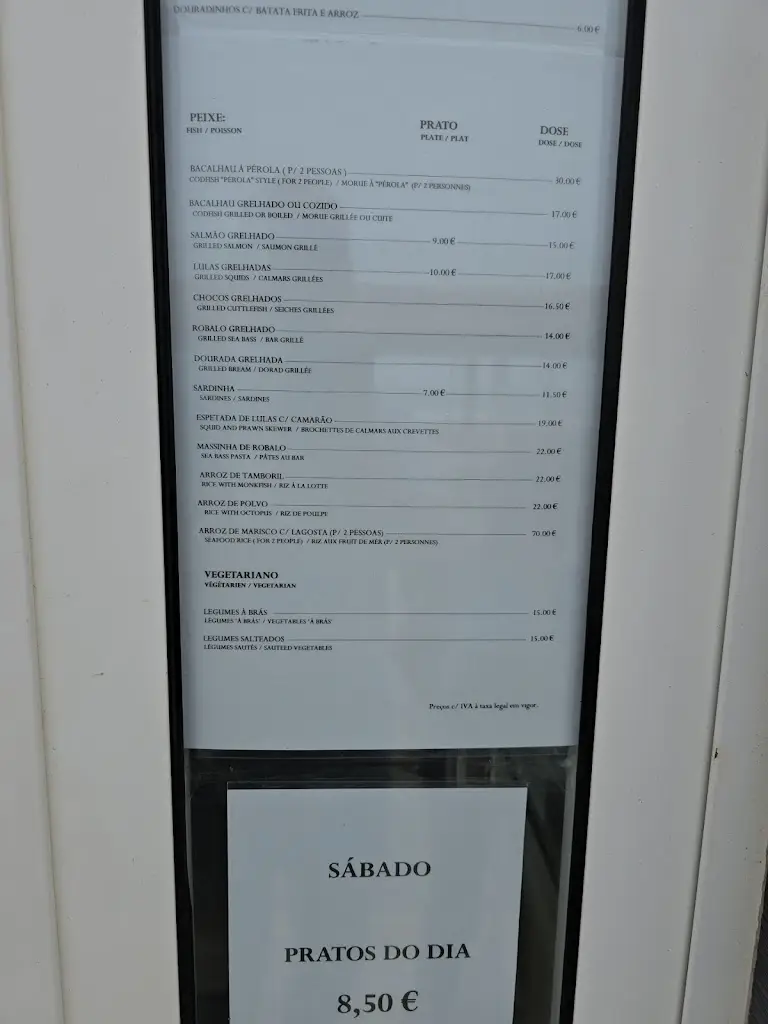 DOURADINHOS C/ BATATA FRITA E ARROZ 6.00 €
PEIXE: PRATO DOSE
FISH / POISSON PLATE / PLAT DOSE / DOSE
BACALHAU À PÉROLA ( P/ 2 PESSOAS ) 30.00 €
CODFISH "PÉROLA" STYLE ( FOR 2 PEOPLE) / MORUE À "PÉROLA" (P/ 2 PERSONNES)
BACALHAU GRELHADO OU COZIDO 17.00 €
CODFISH GRILLED OR BOILED / MORUE GRILLÉE OU CUITE
SALMÃO GRELHADO 9.00 € 15.00 €
GRILLED SALMON / SAUMON GRILLÉ
LULAS GRELHADAS 10.00 € 17.00 €
GRILLED SQUIDS / CALMARS GRILLÉES
CHOCOS GRELHADOS 16.50 €
GRILLED CUTTLEFISH / SEICHES GRILLÉES
ROBALO GRELHADO 14.00 €
GRILLED SEA BASS / BAR GRILLÉ
DOURADA GRELHADA 14.00 €
GRILLED BREAM / DORAD GRILLÉE
SARDINHA 7.00 € 11.50 €
SARDINES / SARDINES
ESPETADA DE LULAS C/ CAMARÃO 19.00 €
SQUID AND PRAWN SKEWER / BROCHETTES DE CALMARS AUX CREVETTES
MASSINHA DE ROBALO 22.00 €
SEA BASS PASTA / PÂTES AU BAR
ARROZ DE TAMBORIL 22.00 €
RICE WITH MONKFISH / RIZ À LA LOTTE
ARROZ DE POLVO 22.00 €
RICE WITH OCTOPUS / RIZ DE POULPE
ARROZ DE MARISCO C/ LAGOSTA (P/ 2 PESSOAS) 70.00 €
SEAFOOD RICE ( FOR 2 PEOPLE) / RIZ AUX FRUIT DE MER (P/ 2 PERSONNES)
VEGETARIANO
VÉGÉTARIEN / VEGETARIAN
LEGUMES À BRÁS 15.00 €
LÉGUMES "À BRÁS" / VEGETABLES "À BRÁS"
LEGUMES SALTEADOS 15.00 €
LÉGUMES SAUTÉS / SAUTEED VEGETABLES
Preços c/ IVA à taxa legal em vigor.
SÁBADO
PRATOS DO DIA
8,50 €